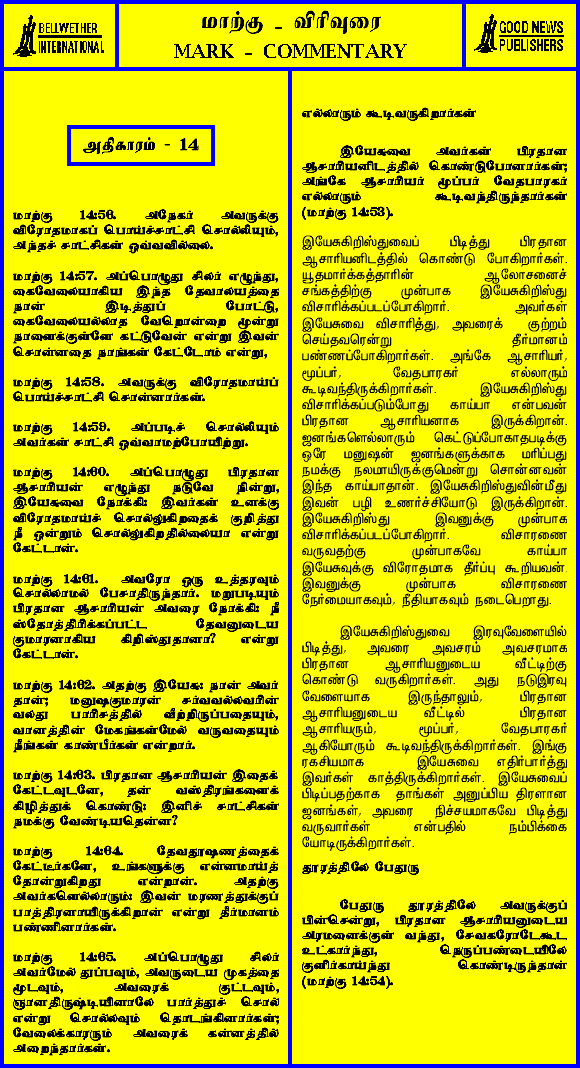 BELLWETHER
INTERNATIONAL
மாற்கு - விரிவுரை
MARK - COMMENTARY
GOOD NEWS
PUBLISHERS
அதிகாரம் - 14
மாற்கு 14:56. அநேகர் அவருக்கு
விரோதமாகப் பொய்ச்சாட்சி சொல்லியும்,
அந்தச் சாட்சிகள் ஒவ்வவில்லை.
மாற்கு 14:57. அப்பொழுது சிலர் எழுந்து,
கைவேலையாகிய இந்த தேவாலயத்தை
நான் இடித்துப் போட்டு,
கைவேலையல்லாத வேறொன்றை மூன்று
நாளைக்குள்ளே கட்டுவேன் என்று இவன்
சொன்னதை நாங்கள் கேட்டோம் என்று,
மாற்கு 14:58. அவருக்கு விரோதமாய்ப்
பொய்ச்சாட்சி சொன்னார்கள்.
மாற்கு 14:59. அப்படிச் சொல்லியும்
அவர்கள் சாட்சி ஒவ்வாமற்போயிற்று.
மாற்கு 14:60. அப்பொழுது பிரதான
ஆசாரியன் எழுந்து நடுவே நின்று,
இயேசுவை நோக்கி: இவர்கள் உனக்கு
விரோதமாய்ச் சொல்லுகிறதைக் குறித்து
நீ ஒன்றும் சொல்லுகிறதில்லையா என்று
கேட்டான்.
மாற்கு 14:61. அவரோ ஒரு உத்தரவும்
சொல்லாமல் பேசாதிருந்தார். மறுபடியும்
பிரதான ஆசாரியன் அவரை நோக்கி: நீ
ஸ்தோத்திரிக்கப்பட்ட தேவனுடைய
குமாரனாகிய கிறிஸ்துதானா? என்று
கேட்டான்.
மாற்கு 14:62. அதற்கு இயேசு: நான் அவர்
தான்; மனுஷகுமாரன் சர்வவல்லவரின்
வலது பாரிசத்தில் வீற்றிருப்பதையும்,
வானத்தின் மேகங்கள்மேல் வருவதையும்
நீங்கள் காண்பீர்கள் என்றார்.
மாற்கு 14:63. பிரதான ஆசாரியன் இதைக்
கேட்டவுடனே, தன் வஸ்திரங்களைக்
கிழித்துக் கொண்டு: இனிச் சாட்சிகள்
நமக்கு வேண்டியதென்ன?
மாற்கு 14:64. தேவதூஷணத்தைக்
கேட்டீர்களே, உங்களுக்கு என்னமாய்த்
தோன்றுகிறது என்றான். அதற்கு
அவர்களெல்லாரும்: இவன் மரணத்துக்குப்
பாத்திரனாயிருக்கிறான் என்று தீர்மானம்
பண்ணினார்கள்.
மாற்கு 14:65. அப்பொழுது சிலர்
அவர்மேல் துப்பவும், அவருடைய முகத்தை
மூடவும், அவரைக் குட்டவும்,
ஞானதிருஷ்டியினாலே பார்த்துச் சொல்
என்று சொல்லவும் தொடங்கினார்கள்;
வேலைக்காரரும் அவரைக் கன்னத்தில்
அறைந்தார்கள்.
எல்லாரும் கூடிவருகிறார்கள்
இயேசுவை அவர்கள் பிரதான
ஆசாரியனிடத்தில் கொண்டுபோனார்கள்;
அங்கே ஆசாரியர் மூப்பர் வேதபாரகர்
எல்லாரும் கூடிவந்திருந்தார்கள்
(மாற்கு 14:53).
இயேசுகிறிஸ்துவைப் பிடித்து பிரதான
ஆசாரியனிடத்தில் கொண்டு போகிறார்கள்.
யூதமார்க்கத்தாரின் ஆலோசனைச்
சங்கத்திற்கு முன்பாக இயேசுகிறிஸ்து
விசாரிக்கப்படப்போகிறார். அவர்கள்
இயேசுவை விசாரித்து, அவரைக் குற்றம்
செய்தவரென்று தீர்மானம்
பண்ணப்போகிறார்கள். அங்கே ஆசாரியர்,
மூப்பர், வேதபாரகர் எல்லாரும்
கூடிவந்திருக்கிறார்கள். இயேசுகிறிஸ்து
விசாரிக்கப்படும்போது காய்பா என்பவன்
பிரதான ஆசாரியனாக இருக்கிறான்.
ஜனங்களெல்லாரும் கெட்டுப்போகாதபடிக்கு
ஒரே மனுஷன் ஜனங்களுக்காக மரிப்பது
நமக்கு நலமாயிருக்குமென்று சொன்னவன்
இந்த காய்பாதான். இயேசுகிறிஸ்துவின்மீது
இவன் பழி உணர்ச்சியோடு இருக்கிறான்.
இயேசுகிறிஸ்து இவனுக்கு முன்பாக
விசாரிக்கப்படப்போகிறார். விசாரணை
வருவதற்கு முன்பாகவே காய்பா
இயேசுவுக்கு விரோதமாக தீர்ப்பு கூறியவன்.
இவனுக்கு முன்பாக விசாரணை
நேர்மையாகவும், நீதியாகவும் நடைபெறாது.
இயேசுகிறிஸ்துவை இரவுவேளையில்
பிடித்து, அவரை அவசரம் அவசரமாக
பிரதான ஆசாரியனுடைய வீட்டிற்கு
கொண்டு வருகிறார்கள். அது நடுஇரவு
வேளையாக இருந்தாலும், பிரதான
ஆசாரியனுடைய வீட்டில் பிரதான
ஆசாரியரும், மூப்பர், வேதபாரகர்
ஆகியோரும் கூடிவந்திருக்கிறார்கள். இங்கு
ரகசியமாக இயேசுவை எதிர்பார்த்து
இவர்கள் காத்திருக்கிறார்கள். இயேசுவைப்
பிடிப்பதற்காக தாங்கள் அனுப்பிய திரளான
ஜனங்கள், அவரை நிச்சயமாகவே பிடித்து
வருவார்கள் என்பதில் நம்பிக்கை
யோடிருக்கிறார்கள்.
தூரத்திலே பேதுரு
பேதுரு தூரத்திலே அவருக்குப்
பின்சென்று, பிரதான ஆசாரியனுடைய
அரமனைக்குள் வந்து, சேவகரோடேகூட
உட்கார்ந்து, நெருப்பண்டையிலே
குளிர்காய்ந்து கொண்டிருந்தான்
(மாற்கு 14:54).